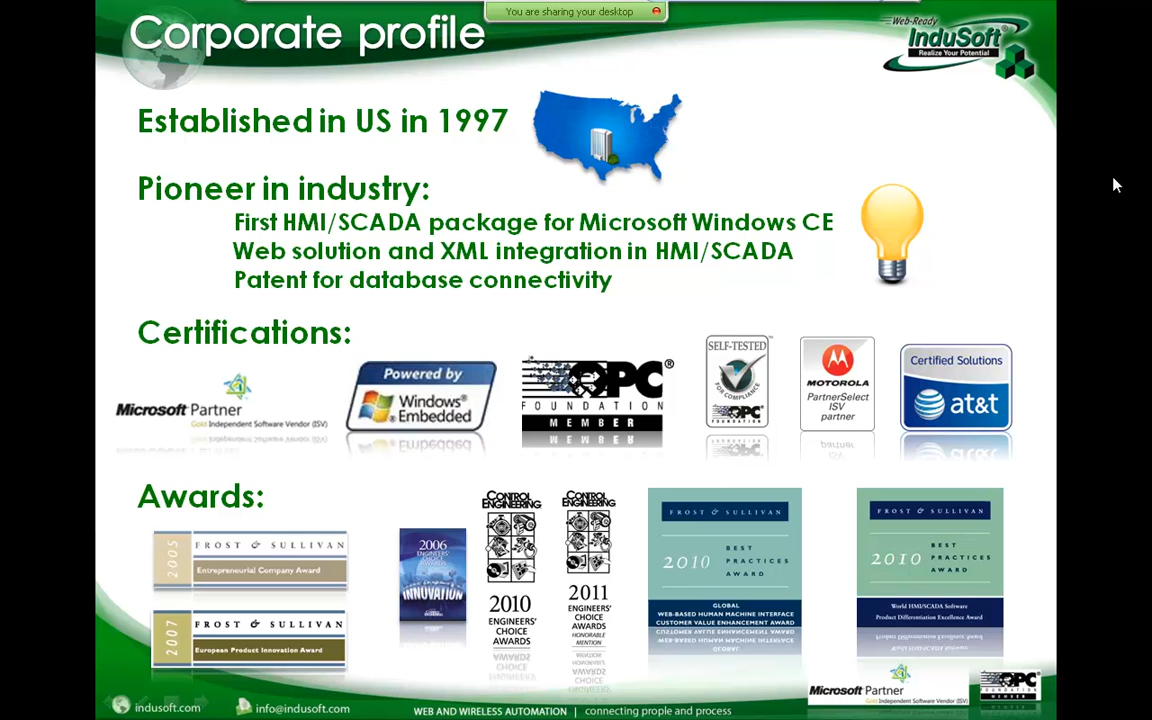 You are sharing your desktop
Corporate profile
Web-Ready
InduSoft
Realize Your Potential
Established in US in 1997
Pioneer in industry:
First HMI/SCADA package for Microsoft Windows CE
Web solution and XML integration in HMI/SCADA
Patent for database connectivity
Certifications:
Microsoft Partner
Gold Independent Software Vendor (ISV)
Powered by
Windows®
Embedded
OPC®
FOUNDATION
MEMBER
SELF-TESTED
FOR COMPLIANCE
OPC
FOUNDATION
MOTOROLA
PartnerSelect
ISV
partner
Certified Solutions
at&t
Awards:
2005
FROST & SULLIVAN
Entrepreneurial Company Award
2007
FROST & SULLIVAN
European Product Innovation Award
2006
ENGINEERS'
CHOICE
AWARDS
INNOVATION
CONTROL
ENGINEERING
2010
ENGINEERS'
CHOICE
AWARDS
CONTROL
ENGINEERING
2011
ENGINEERS'
CHOICE
AWARDS
HONORABLE
MENTION
FROST & SULLIVAN
2010
BEST
PRACTICES
AWARD
GLOBAL
WEB-BASED HUMAN MACHINE INTERFACE
CUSTOMER VALUE ENHANCEMENT AWARD
FROST & SULLIVAN
2010
BEST
PRACTICES
AWARD
World HMI/SCADA Software
Product Differentiation Excellence Award
indusoft.com
info@indusoft.com
WEB AND WIRELESS AUTOMATION | connecting prople and process
Microsoft Partner
Gold Independent Software Vendor (ISV)
OPC
FOUNDATION
MEMBER